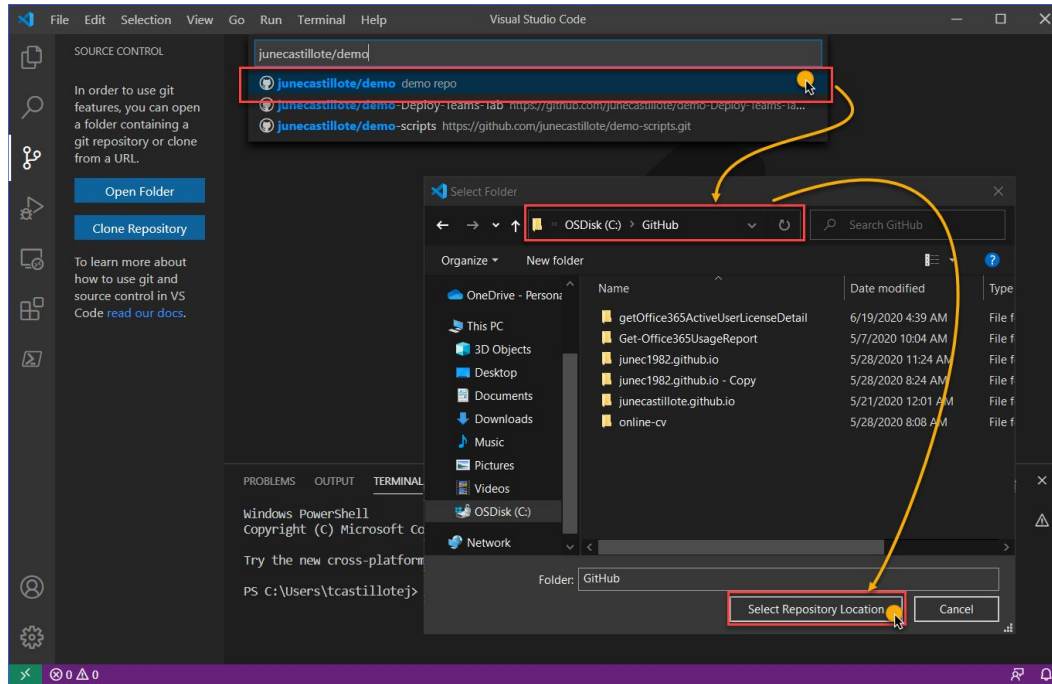 File Edit Selection View Go Run Terminal Help Visual Studio Code
SOURCE CONTROL
In order to use git
features, you can open
a folder containing a
git repository or clone
from a URL.
Open Folder
Clone Repository
To learn more about
how to use git and
source control in VS
Code read our docs.
junecastillote/demo
junecastillote/demo demo repo
junecastillote/demo-Deploy-Teams-Tab https://github.com/junecastillote/demo-Deploy-Teams-Ta...
junecastillote/demo-scripts https://github.com/junecastillote/demo-scripts.git
Select Folder
« OSDisk (C:) > GitHub
Search GitHub
Organize New folder
?
OneDrive - Persona
This PC
3D Objects
Desktop
Documents
Downloads
Music
Pictures
Videos
OSDisk (C:)
Network
Name Date modified Type
getOffice365ActiveUserLicenseDetail 6/19/2020 4:39 AM File f
Get-Office365UsageReport 5/7/2020 10:04 AM File f
junec1982.github.io 5/28/2020 11:24 AM File f
junec1982.github.io - Copy 5/28/2020 8:24 AM File f
junecastillote.github.io 5/21/2020 12:01 AM File f
online-cv 5/28/2020 8:08 AM File f
Folder: GitHub
Select Repository Location Cancel
PROBLEMS OUTPUT TERMINAL
Windows PowerShell
Copyright (C) Microsoft Co
Try the new cross-platform
PS C:\Users\tcastillotej>
0 0